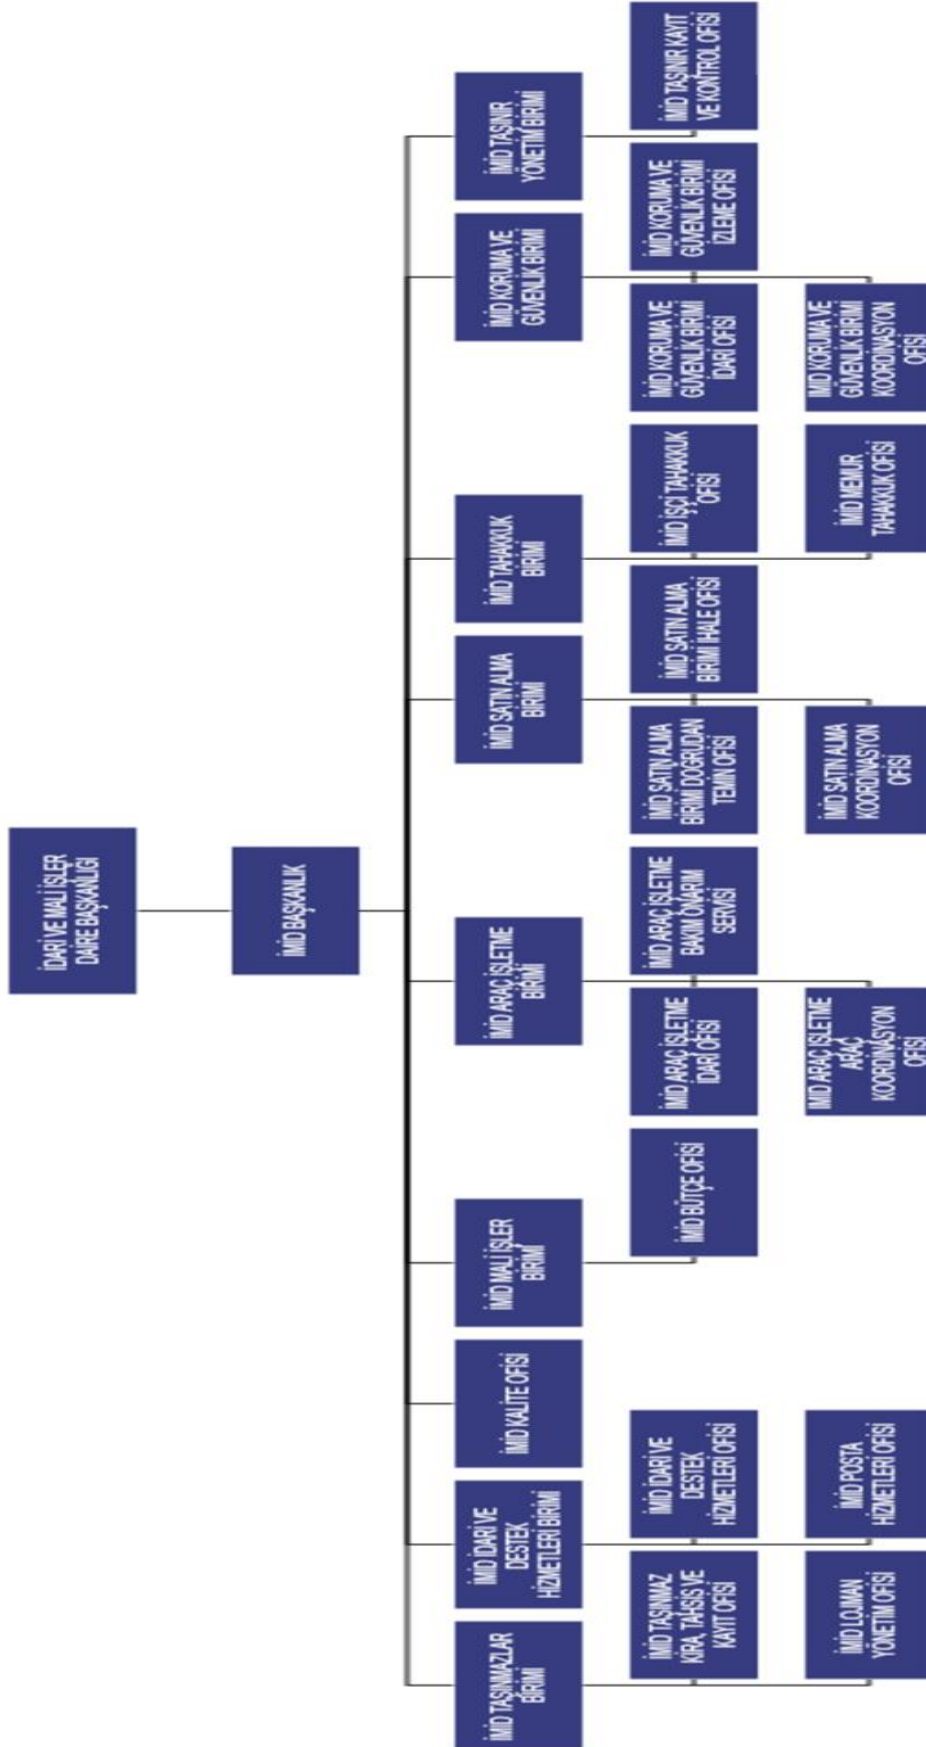 İDARİ VE MALİ İŞLER
DAİRE BAŞKANLIĞI
İMİD BAŞKANLIK
İMİD TAŞINMAZLAR
BİRİMİ
İMİD İDARİ VE
DESTEK
HİZMETLERİ BİRİMİ
İMİD KALİTE OFİSİ
İMİD MALİ İŞLER
BİRİMİ
İMİD ARAÇ İŞLETME
BİRİMİ
İMİD SATIN ALMA
BİRİMİ
İMİD TAHAKKUK
BİRİMİ
İMİD KORUMA VE
GÜVENLİK BİRİMİ
İMİD TAŞINIR
YÖNETİM BİRİMİ
İMİD TAŞINMAZ
KİRA, TAHSİS VE
KAYIT OFİSİ
İMİD İDARİ VE
DESTEK
HİZMETLERİ OFİSİ
İMİD BÜTÇE OFİSİ
İMİD ARAÇ İŞLETME
İDARİ OFİSİ
İMİD ARAÇ İŞLETME
BAKIM ONARIM
SERVİSİ
İMİD SATIN ALMA
BİRİMİ DOĞRUDAN
TEMİN OFİSİ
İMİD SATIN ALMA
BİRİMİ İHALE OFİSİ
İMİD İŞÇİ TAHAKKUK
OFİSİ
İMİD KORUMA VE
GÜVENLİK BİRİMİ
İDARİ OFİSİ
İMİD KORUMA VE
GÜVENLİK BİRİMİ
İZLEME OFİSİ
İMİD TAŞINIR KAYIT
VE KONTROL OFİSİ
İMİD LOJMAN
YÖNETİM OFİSİ
İMİD POSTA
HİZMETLERİ OFİSİ
İMİD ARAÇ İŞLETME
ARAÇ
KOORDİNASYON
OFİSİ
İMİD SATIN ALMA
KOORDİNASYON
OFİSİ
İMİD MEMUR
TAHAKKUK OFİSİ
İMİD KORUMA VE
GÜVENLİK BİRİMİ
KOORDİNASYON
OFİSİ